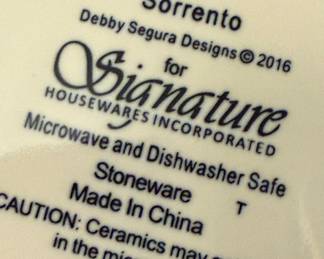 Sorrento
Debby Segura Designs © 2016
for
Signature
HOUSEWARES INCORPORATED
Microwave and Dishwasher Safe
Stoneware T
Made In China
CAUTION: Ceramics may
in the